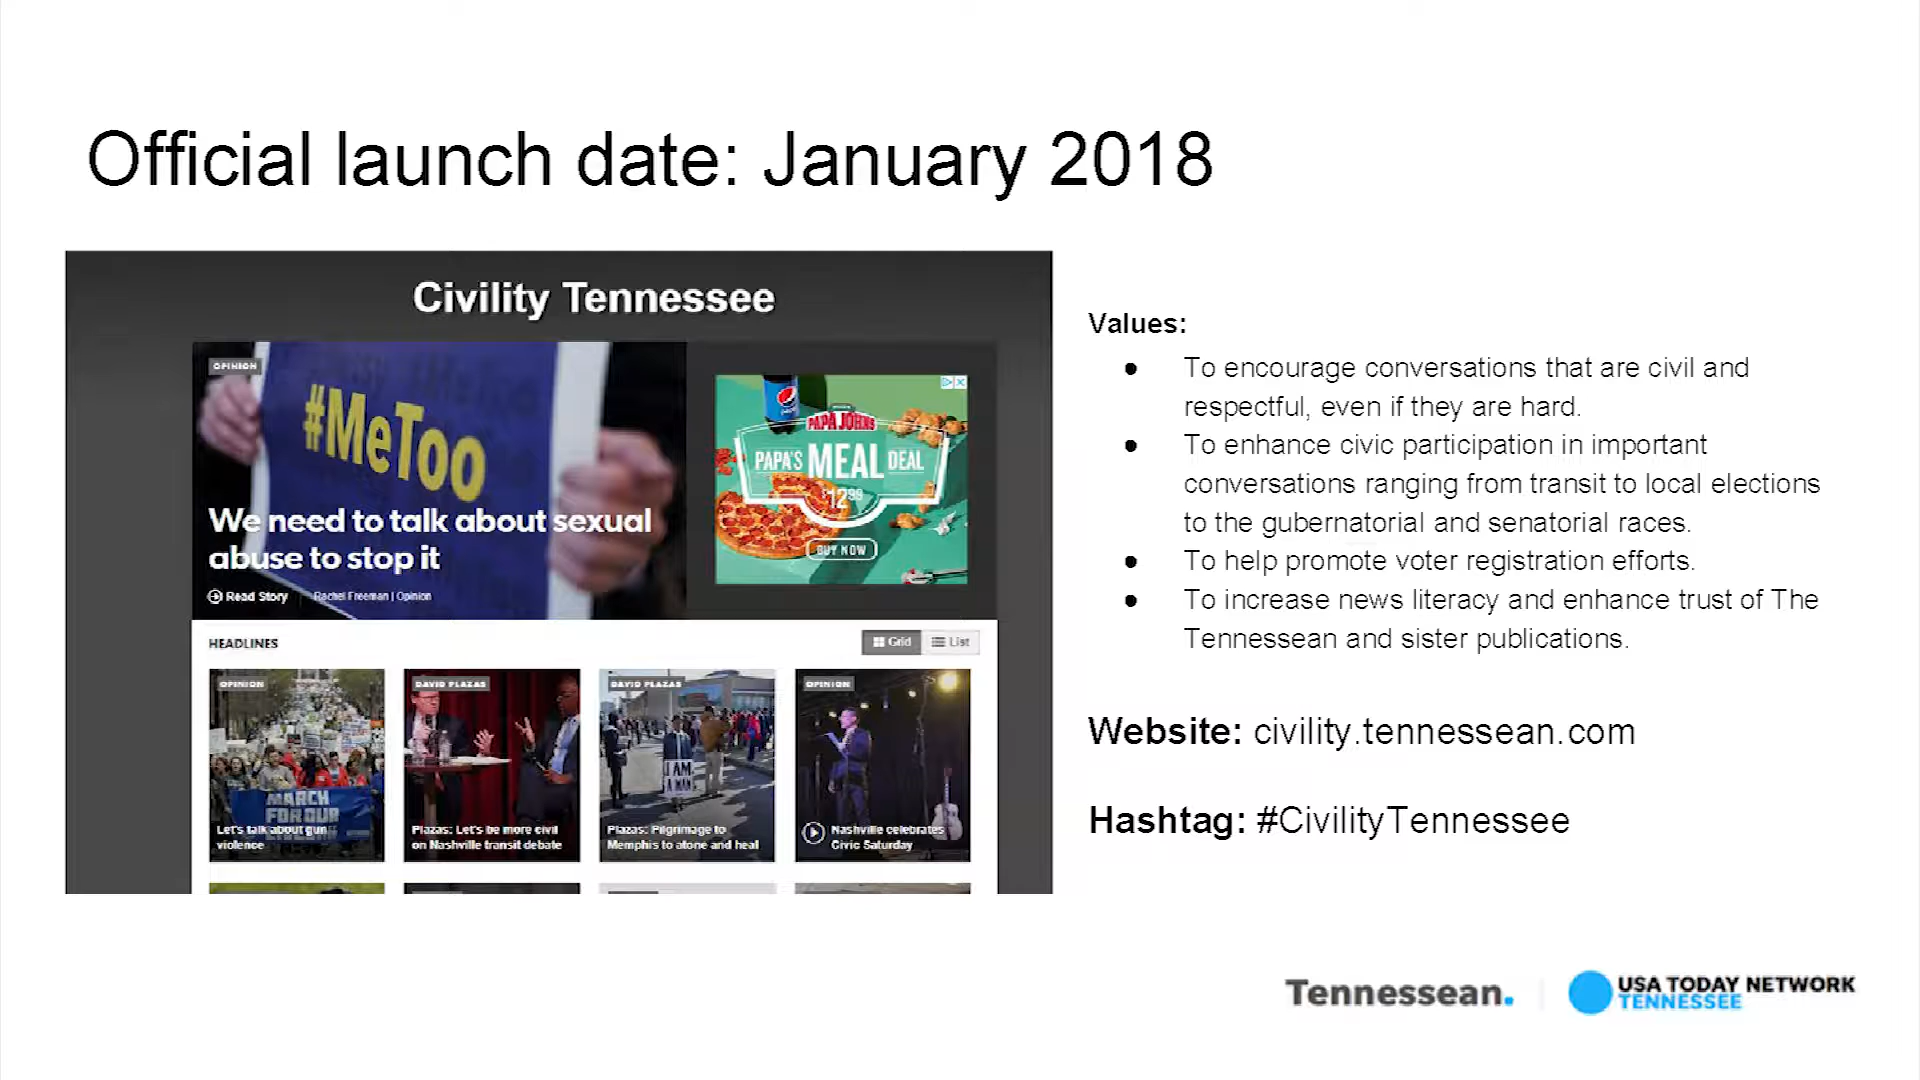 Official launch date: January 2018
Civility Tennessee
OPINION
#MeToo
We need to talk about sexual
abuse to stop it
Read Story
Rachel Freeman | Opinion
PAPA JOHNS
PAPA'S MEAL DEAL
$12.99
BUY NOW
HEADLINES
Grid
List
OPINION
MARCH
FOR OUR
Let's talk about gun
violence
DAVID PLAZAS
Plazas: Let's be more civil
on Nashville transit debate
DAVID PLAZAS
I AM
A MAN
Plazas: Pilgrimage to
Memphis to atone and heal
OPINION
Nashville celebrates
Civic Saturday
Values:
● To encourage conversations that are civil and
respectful, even if they are hard.
● To enhance civic participation in important
conversations ranging from transit to local elections
to the gubernatorial and senatorial races.
● To help promote voter registration efforts.
● To increase news literacy and enhance trust of The
Tennessean and sister publications.
Website: civility.tennessean.com
Hashtag: #CivilityTennessee
Tennessean.
USA TODAY NETWORK
TENNESSEE